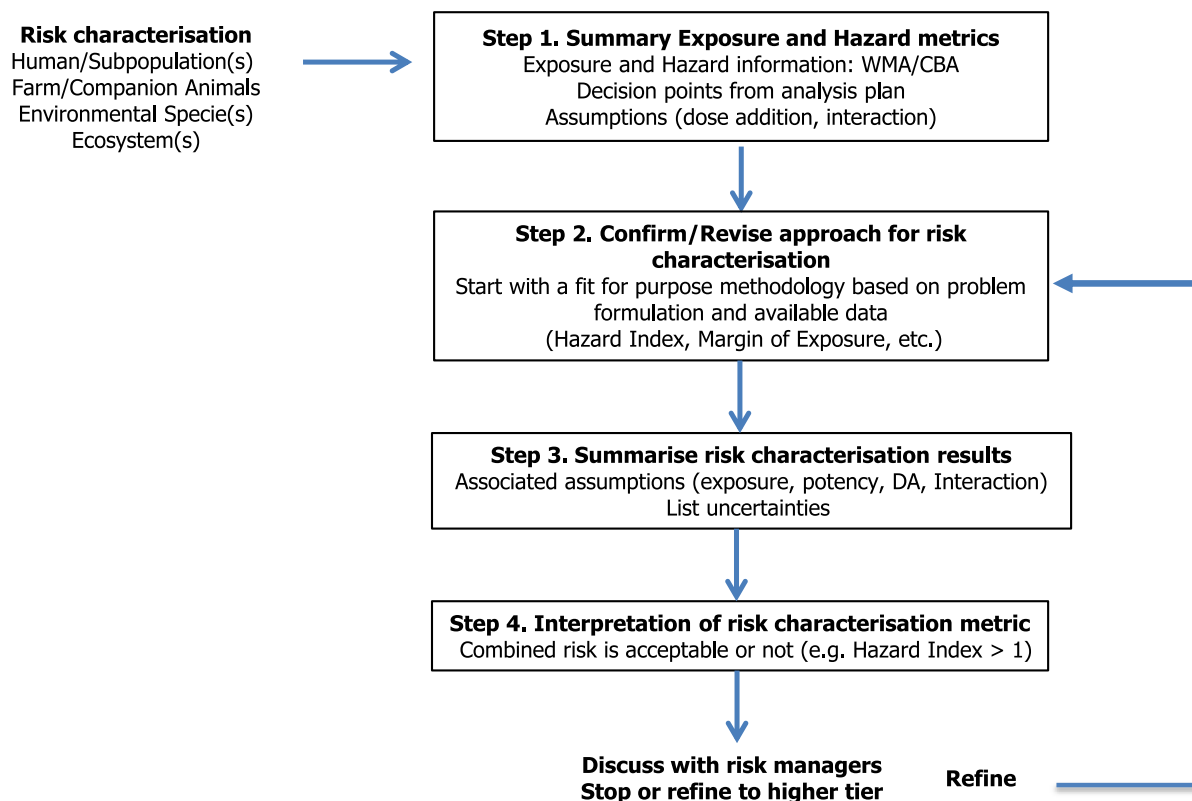 Risk characterisation
Human/Subpopulation(s)
Farm/Companion Animals
Environmental Specie(s)
Ecosystem(s)
Step 1. Summary Exposure and Hazard metrics
Exposure and Hazard information: WMA/CBA
Decision points from analysis plan
Assumptions (dose addition, interaction)
Step 2. Confirm/Revise approach for risk
characterisation
Start with a fit for purpose methodology based on problem
formulation and available data
(Hazard Index, Margin of Exposure, etc.)
Step 3. Summarise risk characterisation results
Associated assumptions (exposure, potency, DA, Interaction)
List uncertainties
Step 4. Interpretation of risk characterisation metric
Combined risk is acceptable or not (e.g. Hazard Index > 1)
Discuss with risk managers
Stop or refine to higher tier
Refine